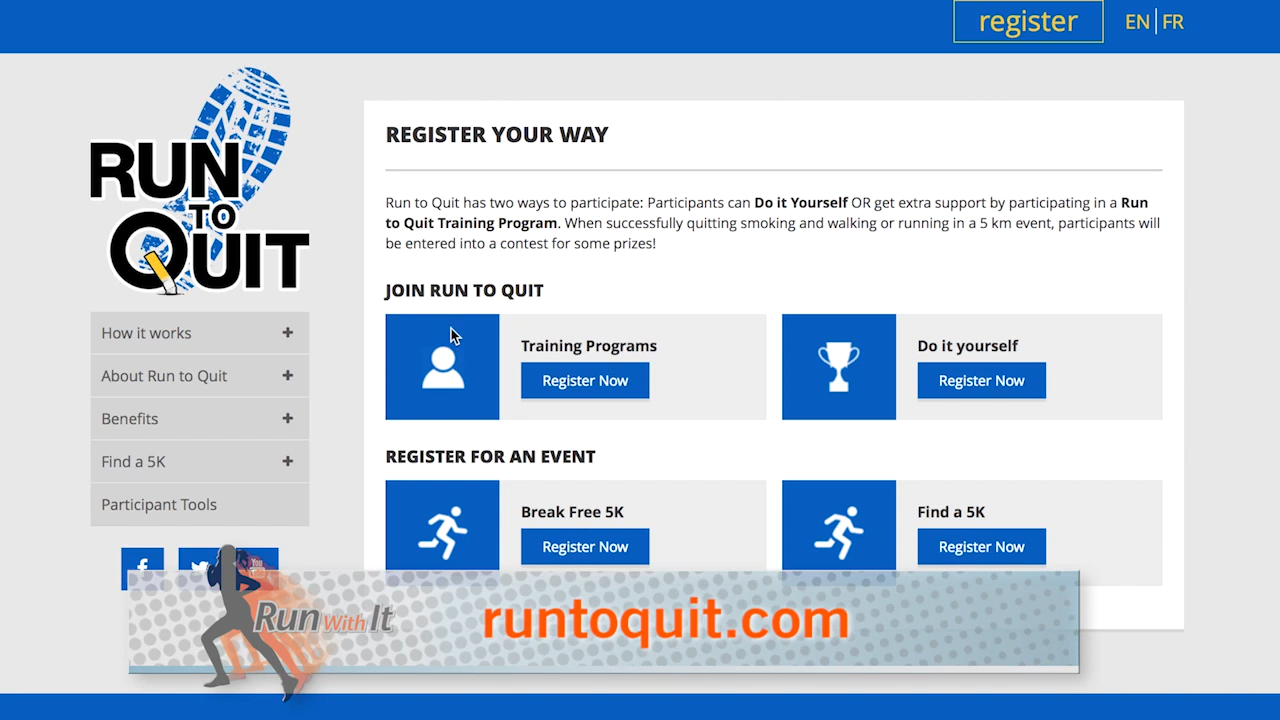 register
EN | FR
RUN
TO
QUIT
How it works +
About Run to Quit +
Benefits +
Find a 5K +
Participant Tools
REGISTER YOUR WAY
Run to Quit has two ways to participate: Participants can Do it Yourself OR get extra support by participating in a Run
to Quit Training Program. When successfully quitting smoking and walking or running in a 5 km event, participants will
be entered into a contest for some prizes!
JOIN RUN TO QUIT
Training Programs
Register Now
Do it yourself
Register Now
REGISTER FOR AN EVENT
Break Free 5K
Register Now
Find a 5K
Register Now
You
Run With It
runtoquit.com